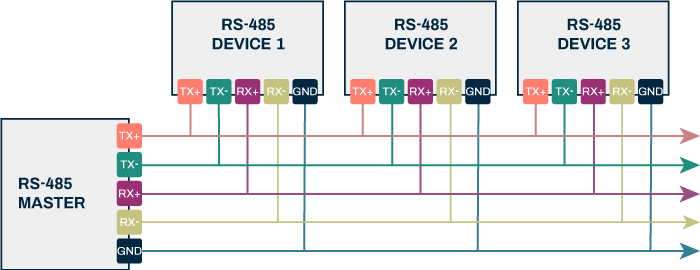 RS-485
DEVICE 1
RS-485
DEVICE 2
RS-485
DEVICE 3
TX+ TX- RX+ RX- GND
TX+ TX- RX+ RX- GND
TX+ TX- RX+ RX- GND
RS-485
MASTER
TX+
TX-
RX+
RX-
GND